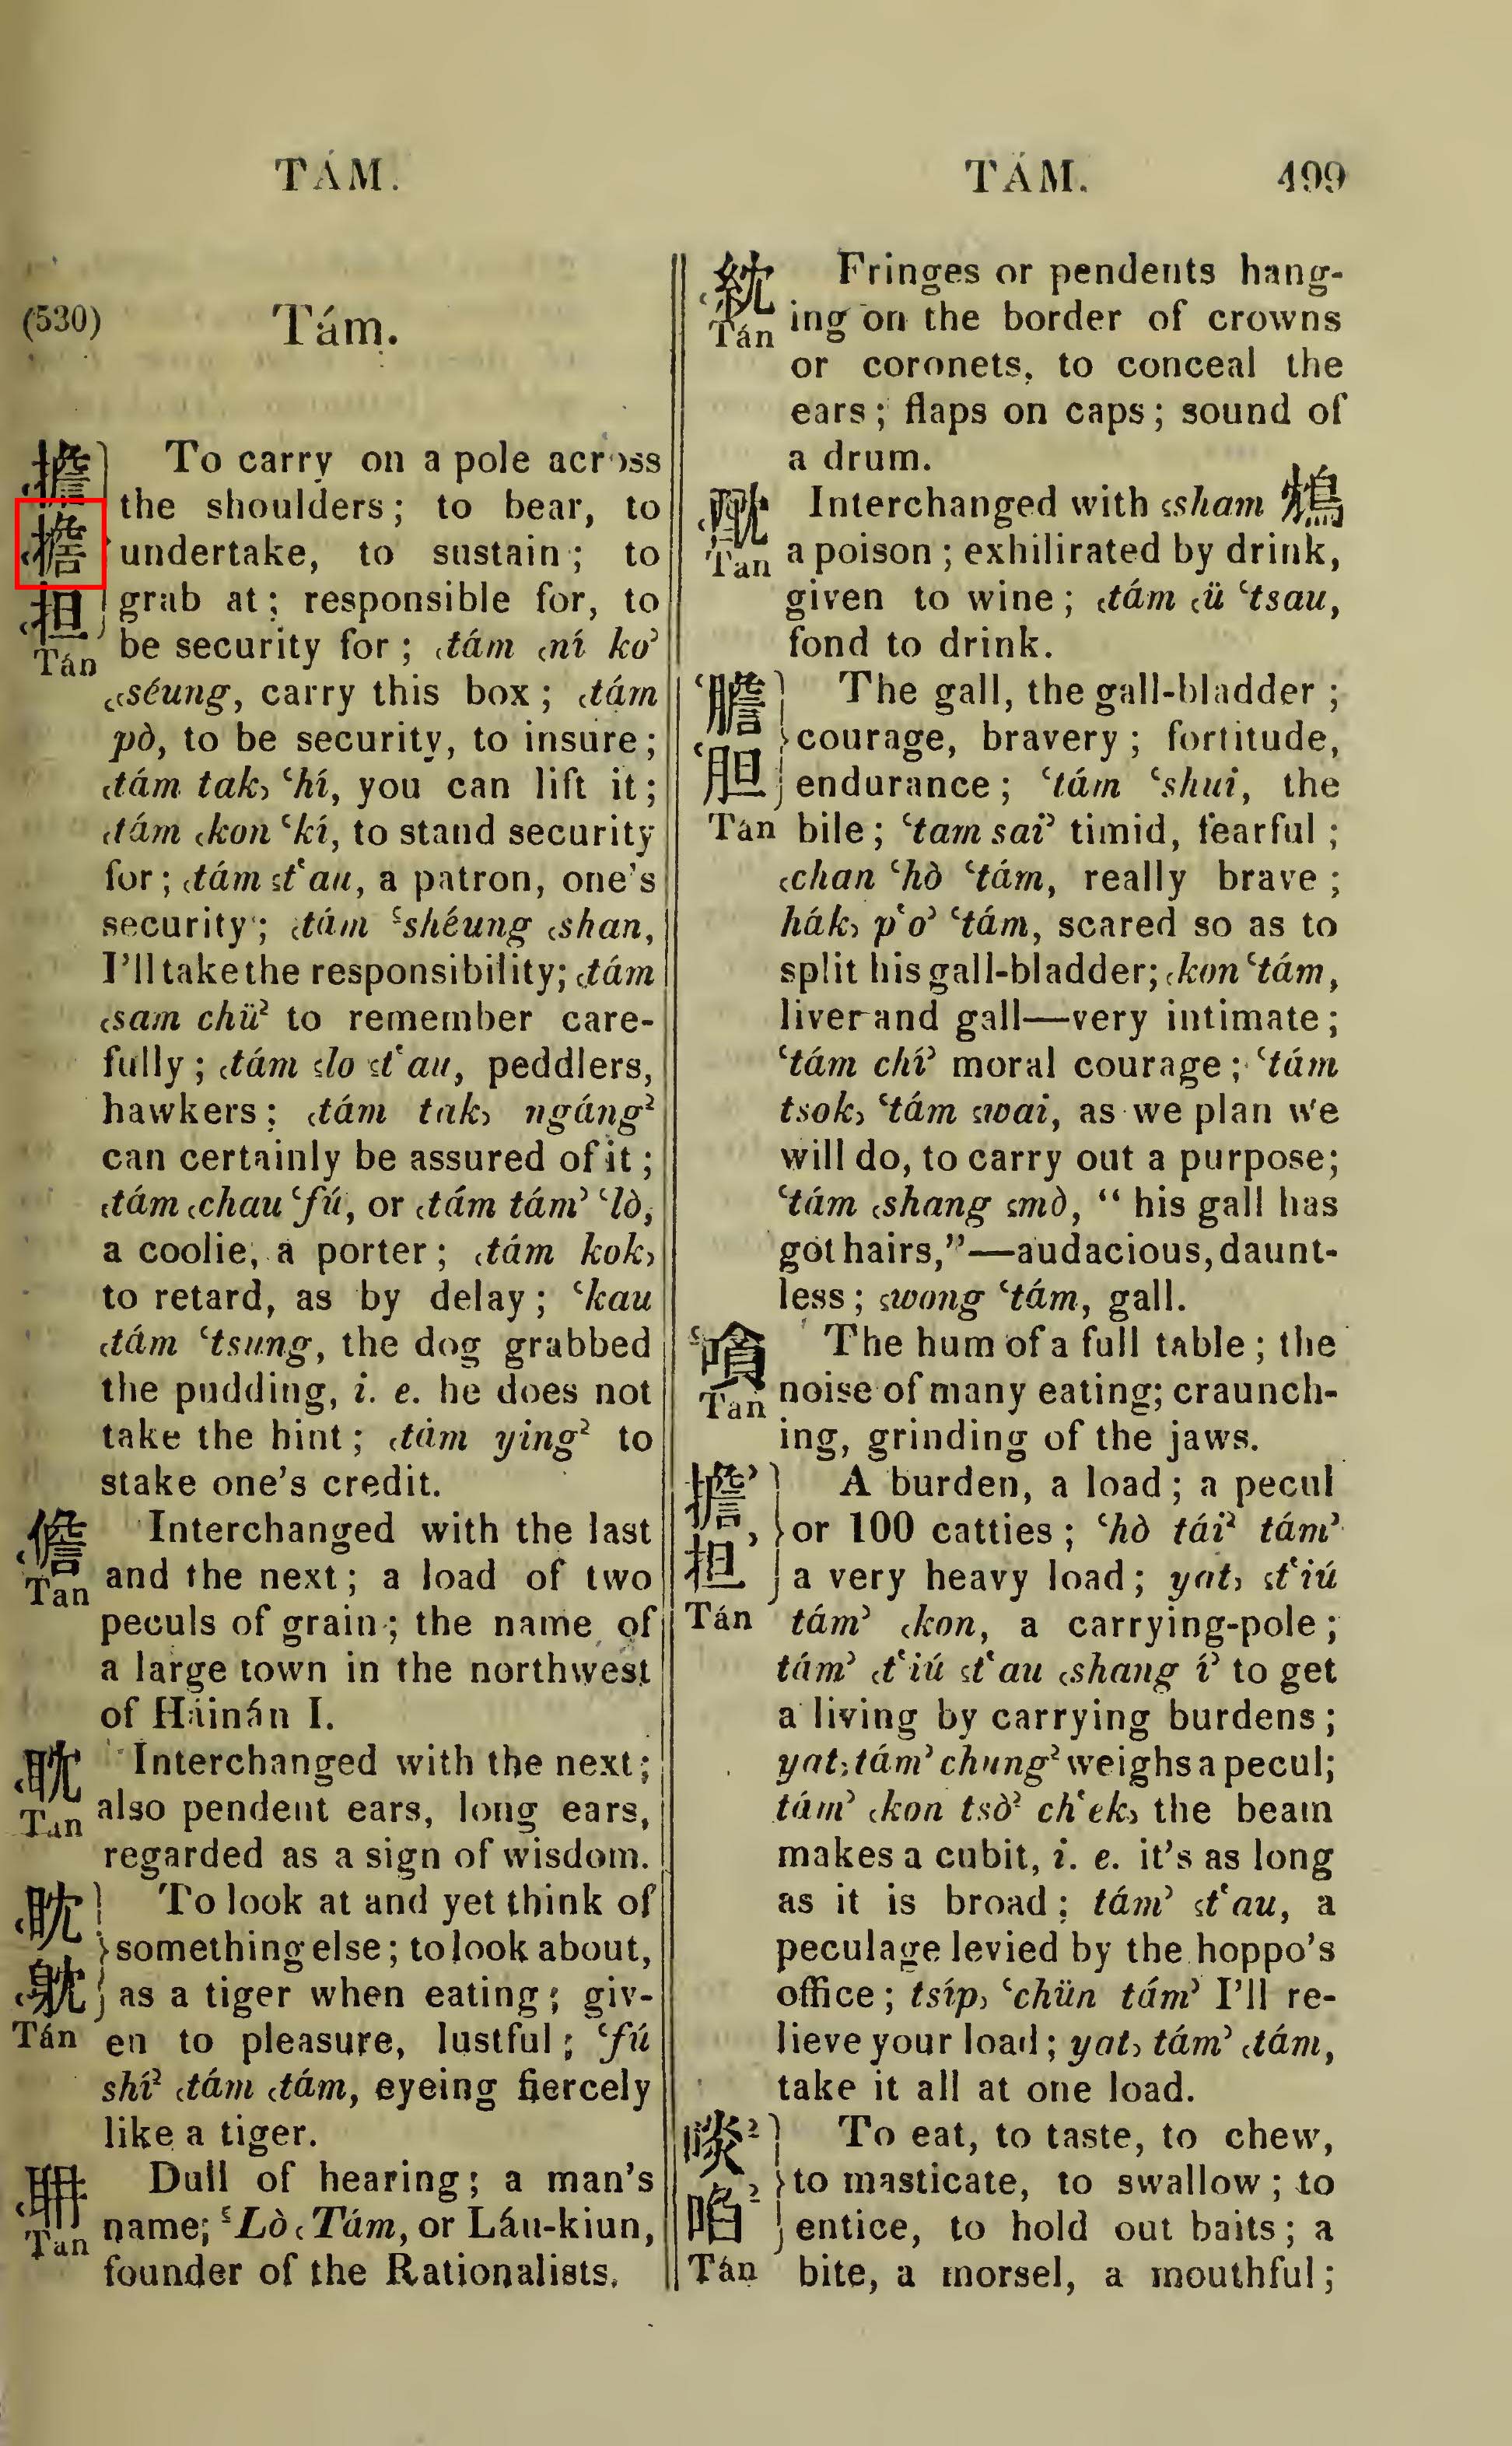 TÁM.
(530)
Tám.
꜀擔 To carry on a pole across
꜀檐 the shoulders; to bear, to
undertake, to sustain; to
꜀担 grab at; responsible for, to
Tán be security for; ꜀tám ꜀ní ko꜄
꜀séung, carry this box; ꜀tám
pò, to be security, to insure;
꜀tám tak꜆ ꜂hí, you can lift it;
꜀tám ꜀kon ꜂kí, to stand security
for; ꜀tám ꜁t‘au, a patron, one's
security; ꜀tám ꜃shéung ꜀shan,
I'll take the responsibility; ꜀tám
꜀sam chü꜅ to remember care-
fully; ꜀tám ꜁lo ꜁t‘au, peddlers,
hawkers; ꜀tám tak꜆ ngáng꜅
can certainly be assured of it;
꜀tám ꜀chau ꜂fú, or ꜀tám tám꜄ ꜂lò,
a coolie, a porter; ꜀tám kok꜆
to retard, as by delay; ꜂kau
꜀tám ꜂tsung, the dog grabbed
the pudding, i. e. he does not
take the hint; ꜀tám ying꜅ to
stake one's credit.
꜀儋 Interchanged with the last
Tan and the next; a load of two
peculs of grain; the name of
a large town in the northwest
of Háinán I.
꜀耽 Interchanged with the next;
Tan also pendent ears, long ears,
regarded as a sign of wisdom.
꜀眈 To look at and yet think of
something else; to look about,
꜀躭 as a tiger when eating; giv-
Tán en to pleasure, lustful; ꜂fú
shí꜅ ꜀tám ꜀tám, eyeing fiercely
like a tiger.
꜀聃 Dull of hearing; a man's
Tan name; ꜃Lò ꜀Tám, or Láu-kiun,
founder of the Rationalists.
TÁM. 499
꜀紞 Fringes or pendents hang-
Tán ing on the border of crowns
or coronets, to conceal the
ears; flaps on caps; sound of
a drum.
꜀酖 Interchanged with ꜁sham 鴆
Tan a poison; exhilirated by drink,
given to wine; ꜀tám ꜀ü ꜂tsau,
fond to drink.
꜂膽 The gall, the gall-bladder;
courage, bravery; fortitude,
꜂胆 endurance; ꜂tám ꜂shui, the
Tan bile; ꜂tam sai꜄ timid, fearful;
꜀chan ꜂hò ꜂tám, really brave;
hák꜆ p‘o꜄ ꜂tám, scared so as to
split his gall-bladder; ꜀kon ꜂tám,
liver and gall—very intimate;
꜂tám chí꜄ moral courage; ꜂tám
tsok꜆ ꜂tám ꜁wai, as we plan we
will do, to carry out a purpose;
꜂tám ꜀shang ꜁mò, “his gall has
got hairs,”—audacious, daunt-
less; ꜁wong ꜂tám, gall.
꜃嗿 The hum of a full table; the
Tan noise of many eating; craunch-
ing, grinding of the jaws.
擔꜄ A burden, a load; a pecul
or 100 catties; ꜂hò tái꜅ tám꜄
担꜄ a very heavy load; yat꜆ ꜁t‘iú
Tán tám꜄ ꜀kon, a carrying-pole;
tám꜄ ꜀t‘iú ꜁t‘au ꜀shang í꜄ to get
a living by carrying burdens;
yat꜆ tám꜄ chung꜅ weighs a pecul;
tám꜄ ꜀kon tsò꜅ ch‘ek꜆ the beam
makes a cubit, i. e. it's as long
as it is broad; tám꜄ ꜁t‘au, a
peculage levied by the hoppo's
office; tsíp꜆ ꜂chün tám꜄ I'll re-
lieve your load; yat꜆ tám꜄ ꜀tám,
take it all at one load.
啖꜅ To eat, to taste, to chew,
to masticate, to swallow; to
啗꜅ entice, to hold out baits; a
Tán bite, a morsel, a mouthful;